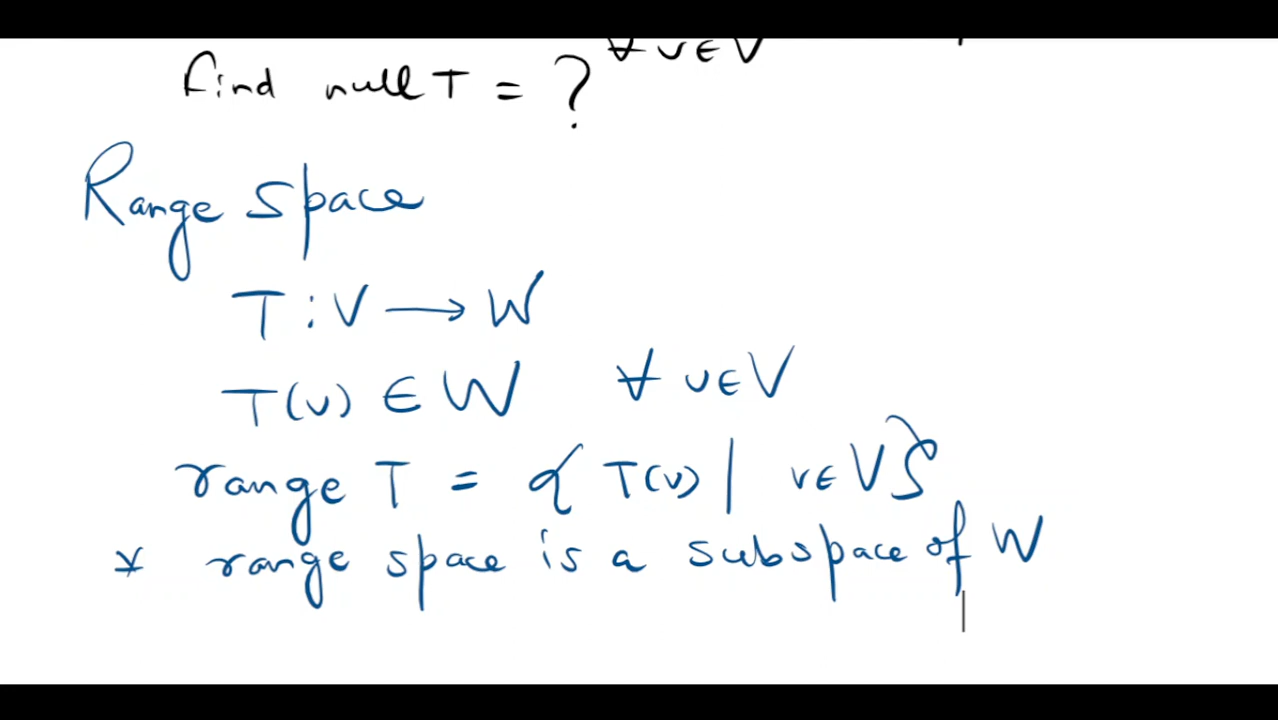 ∀ v ∈ V
find null T = ?
Range space
T : V → W
T(v) ∈ W ∀ v ∈ V
range T = { T(v) | v ∈ V }
* range space is a subspace of W